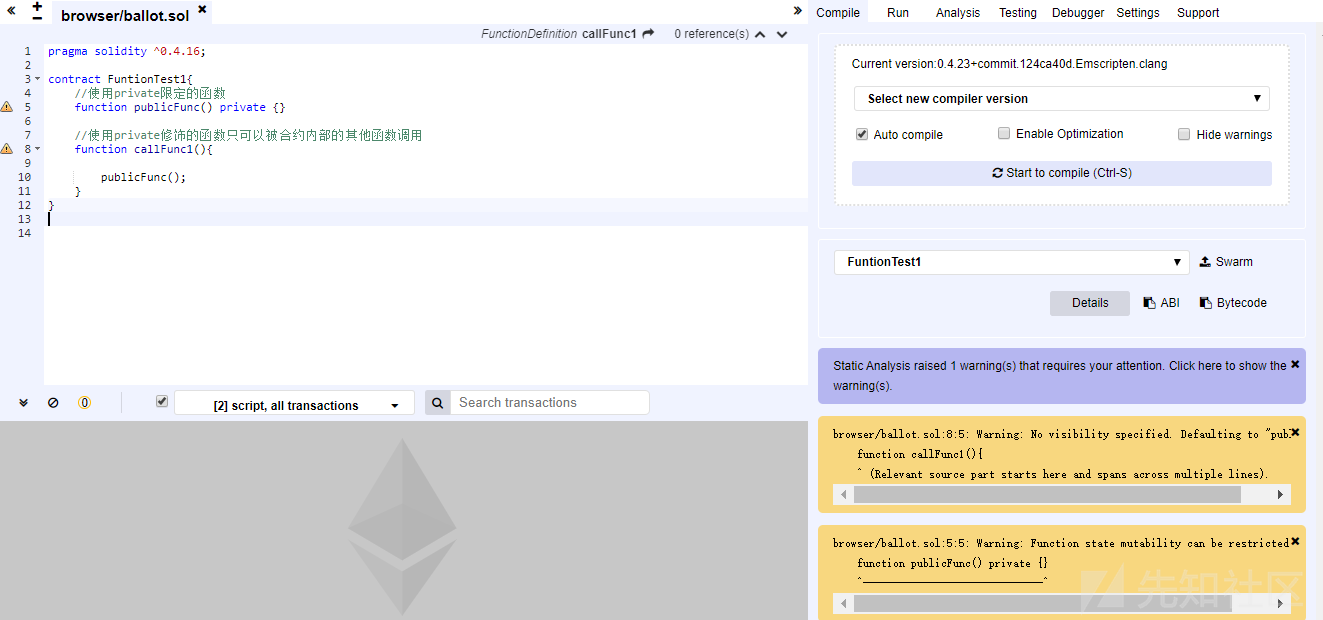 browser/ballot.sol
Compile Run Analysis Testing Debugger Settings Support
FunctionDefinition callFunc1 0 reference(s)
1 pragma solidity ^0.4.16;
2
3 contract FuntionTest1{
4 //使用private限定的函数
5 function publicFunc() private {}
6
7 //使用private修饰的函数只可以被合约内部的其他函数调用
8 function callFunc1(){
9
10 publicFunc();
11 }
12 }
13
14
[2] script, all transactions
Search transactions
Current version:0.4.23+commit.124ca40d.Emscripten.clang
Select new compiler version
Auto compile Enable Optimization Hide warnings
Start to compile (Ctrl-S)
FuntionTest1
Swarm
Details ABI Bytecode
Static Analysis raised 1 warning(s) that requires your attention. Click here to show the
warning(s).
browser/ballot.sol:8:5: Warning: No visibility specified. Defaulting to "pub
function callFunc1(){
^ (Relevant source part starts here and spans across multiple lines).
browser/ballot.sol:5:5: Warning: Function state mutability can be restricted
function publicFunc() private {}
^______________________________^
先知社区